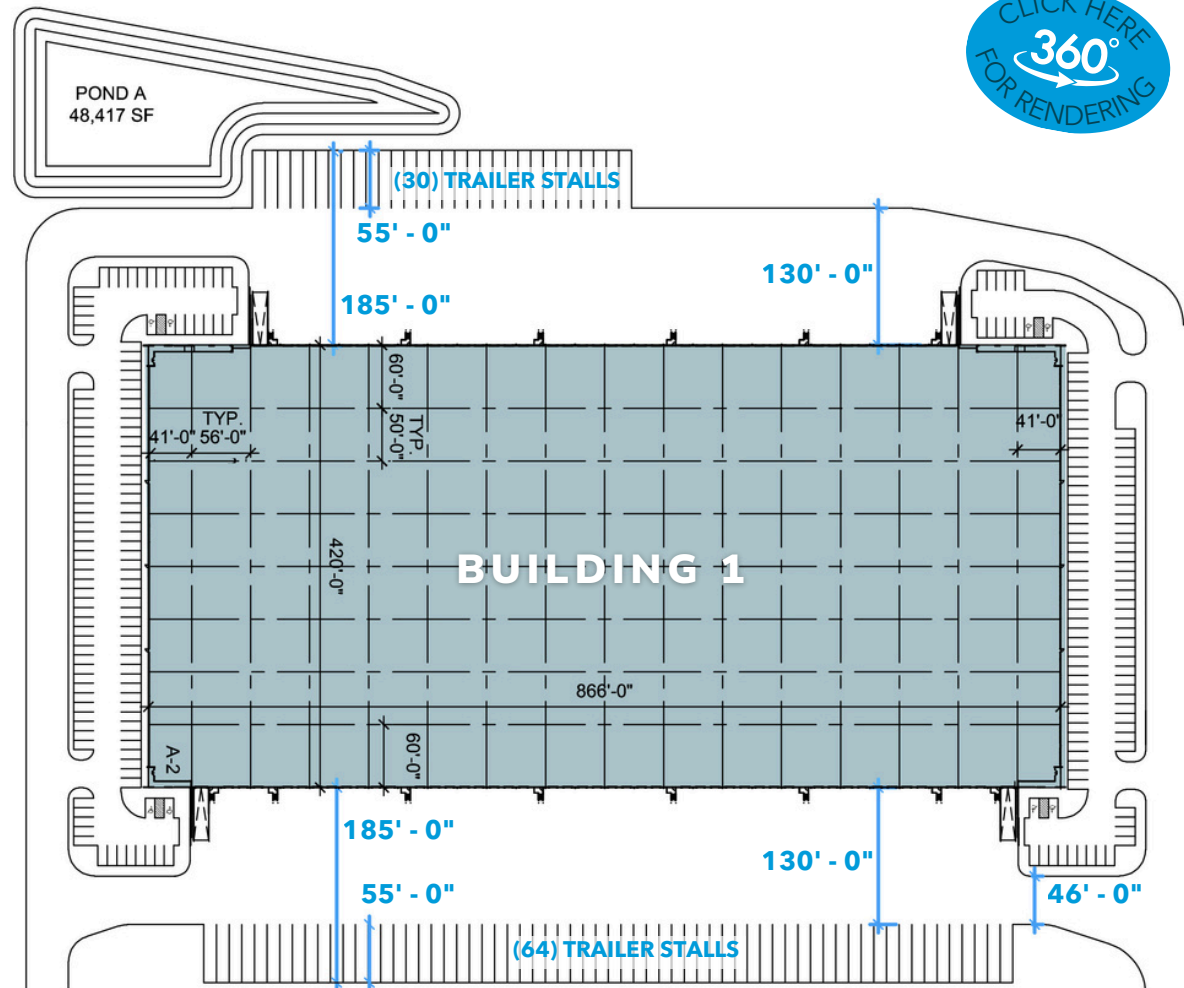 CLICK HERE
360°
FOR RENDERING
POND A
48,417 SF
(30) TRAILER STALLS
55' - 0"
130' - 0"
185' - 0"
60'-0"
TYP.
50'-0"
TYP.
41'-0" 56'-0"
41'-0"
420'-0"
BUILDING 1
866'-0"
60'-0"
A-2
185' - 0"
130' - 0"
55' - 0"
46' - 0"
(64) TRAILER STALLS